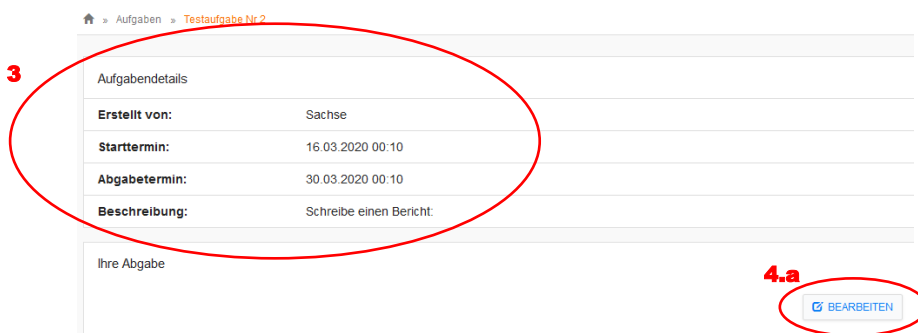 » Aufgaben » Testaufgabe Nr.2
3
Aufgabendetails
Erstellt von: Sachse
Starttermin: 16.03.2020 00:10
Abgabetermin: 30.03.2020 00:10
Beschreibung: Schreibe einen Bericht:
Ihre Abgabe
4.a
BEARBEITEN